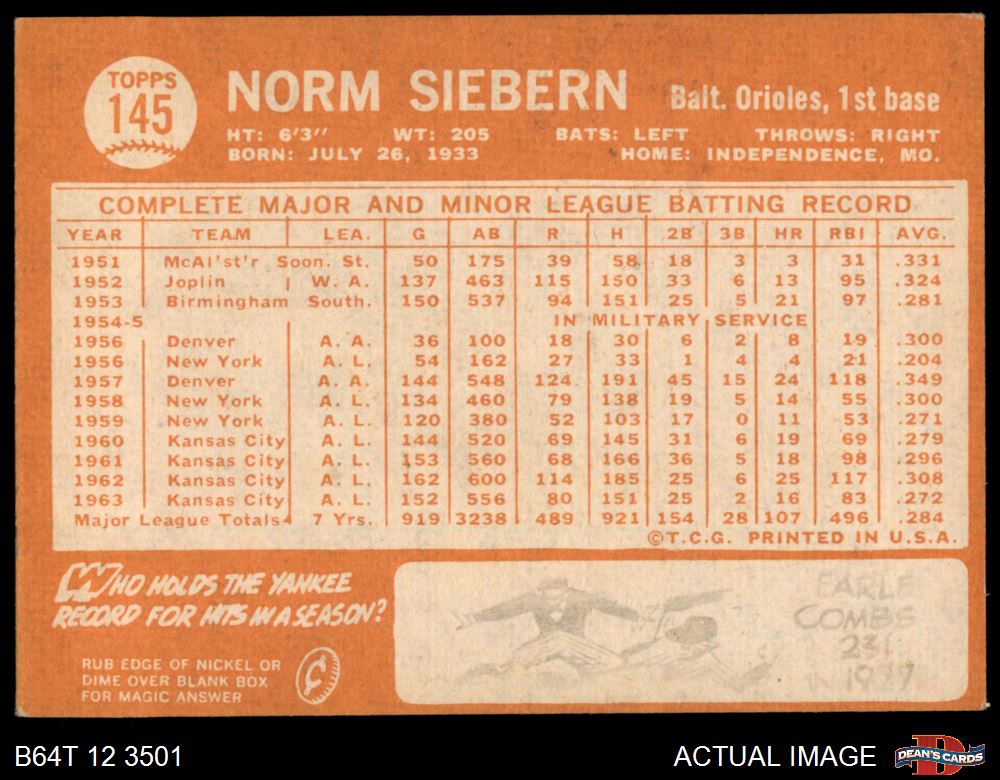 TOPPS
145
NORM SIEBERN Balt. Orioles, 1st base
HT: 6'3" WT: 205 BATS: LEFT THROWS: RIGHT
BORN: JULY 26, 1933 HOME: INDEPENDENCE, MO.
COMPLETE MAJOR AND MINOR LEAGUE BATTING RECORD
YEAR TEAM LEA. G AB R H 2B 3B HR RBI AVG.
1951 McAl'st'r Soon. St. 50 175 39 58 18 3 3 31 .331
1952 Joplin W. A. 137 463 115 150 33 6 13 95 .324
1953 Birmingham South. 150 537 94 151 25 5 21 97 .281
1954-5 IN MILITARY SERVICE
1956 Denver A. A. 36 100 18 30 6 2 8 19 .300
1956 New York A. L. 54 162 27 33 1 4 4 21 .204
1957 Denver A. A. 144 548 124 191 45 15 24 118 .349
1958 New York A. L. 134 460 79 138 19 5 14 55 .300
1959 New York A. L. 120 380 52 103 17 0 11 53 .271
1960 Kansas City A. L. 144 520 69 145 31 6 19 69 .279
1961 Kansas City A. L. 153 560 68 166 36 5 18 98 .296
1962 Kansas City A. L. 162 600 114 185 25 6 25 117 .308
1963 Kansas City A. L. 152 556 80 151 25 2 16 83 .272
Major League Totals 7 Yrs. 919 3238 489 921 154 28 107 496 .284
©T.C.G. PRINTED IN U.S.A.
WHO HOLDS THE YANKEE
RECORD FOR HITS IN A SEASON?
RUB EDGE OF NICKEL OR
DIME OVER BLANK BOX
FOR MAGIC ANSWER
EARLE
COMBS
231
IN 1927
B64T 12 3501 ACTUAL IMAGE DEAN'S CARDS